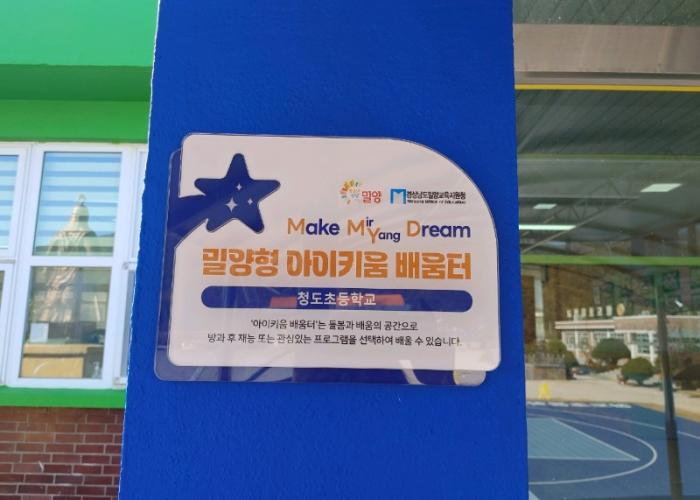 밀양 경상남도밀양교육지원청
Make MirYang Dream
밀양형 아이키움 배움터
청도초등학교
'아이키움 배움터'는 돌봄과 배움의 공간으로
방과 후 재능 또는 관심있는 프로그램을 선택하여 배울 수 있습니다.